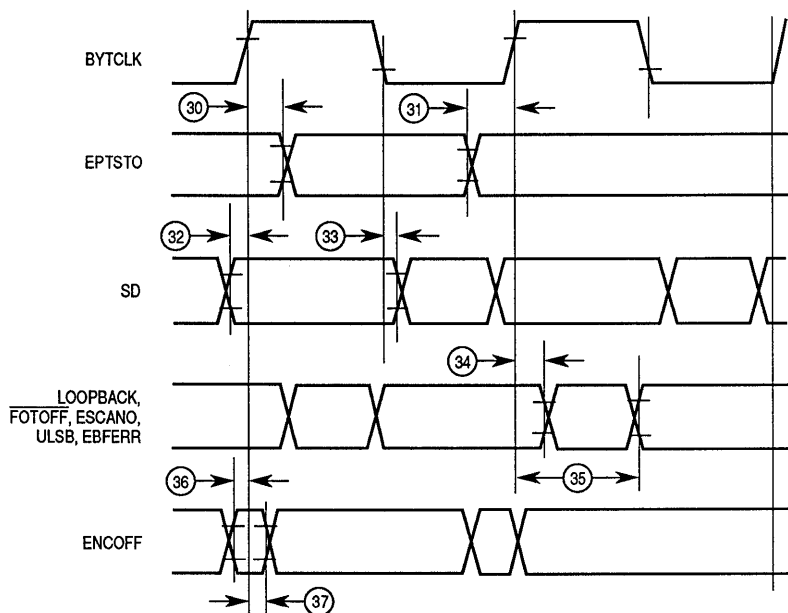 BYTCLK
30
31
EPTSTO
32
33
SD
34
LOOPBACK,
FOTOFF, ESCANO,
ULSB, EBFERR
35
36
ENCOFF
37